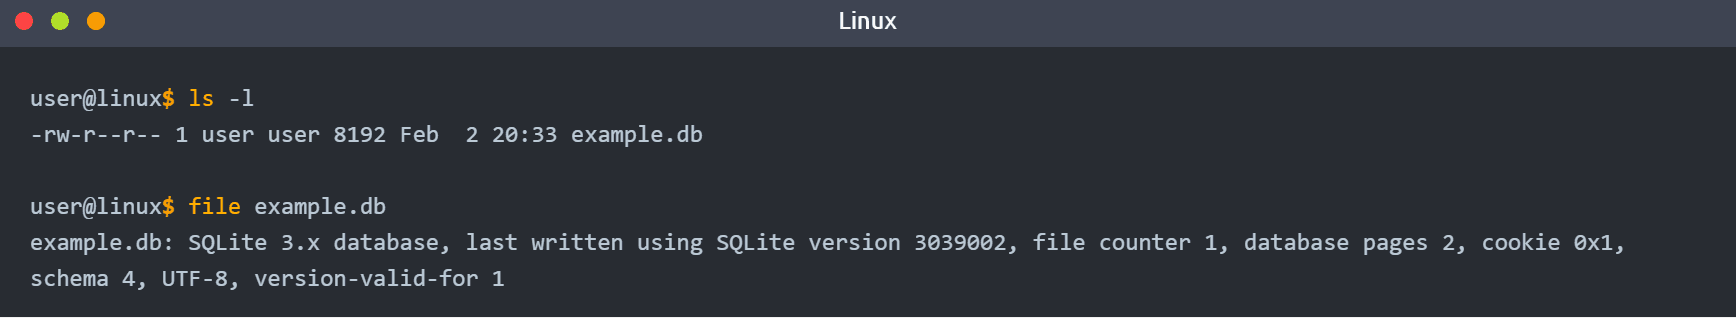 Linux
user@linux$ ls -l
-rw-r--r-- 1 user user 8192 Feb  2 20:33 example.db
user@linux$ file example.db
example.db: SQLite 3.x database, last written using SQLite version 3039002, file counter 1, database pages 2, cookie 0x1,
schema 4, UTF-8, version-valid-for 1